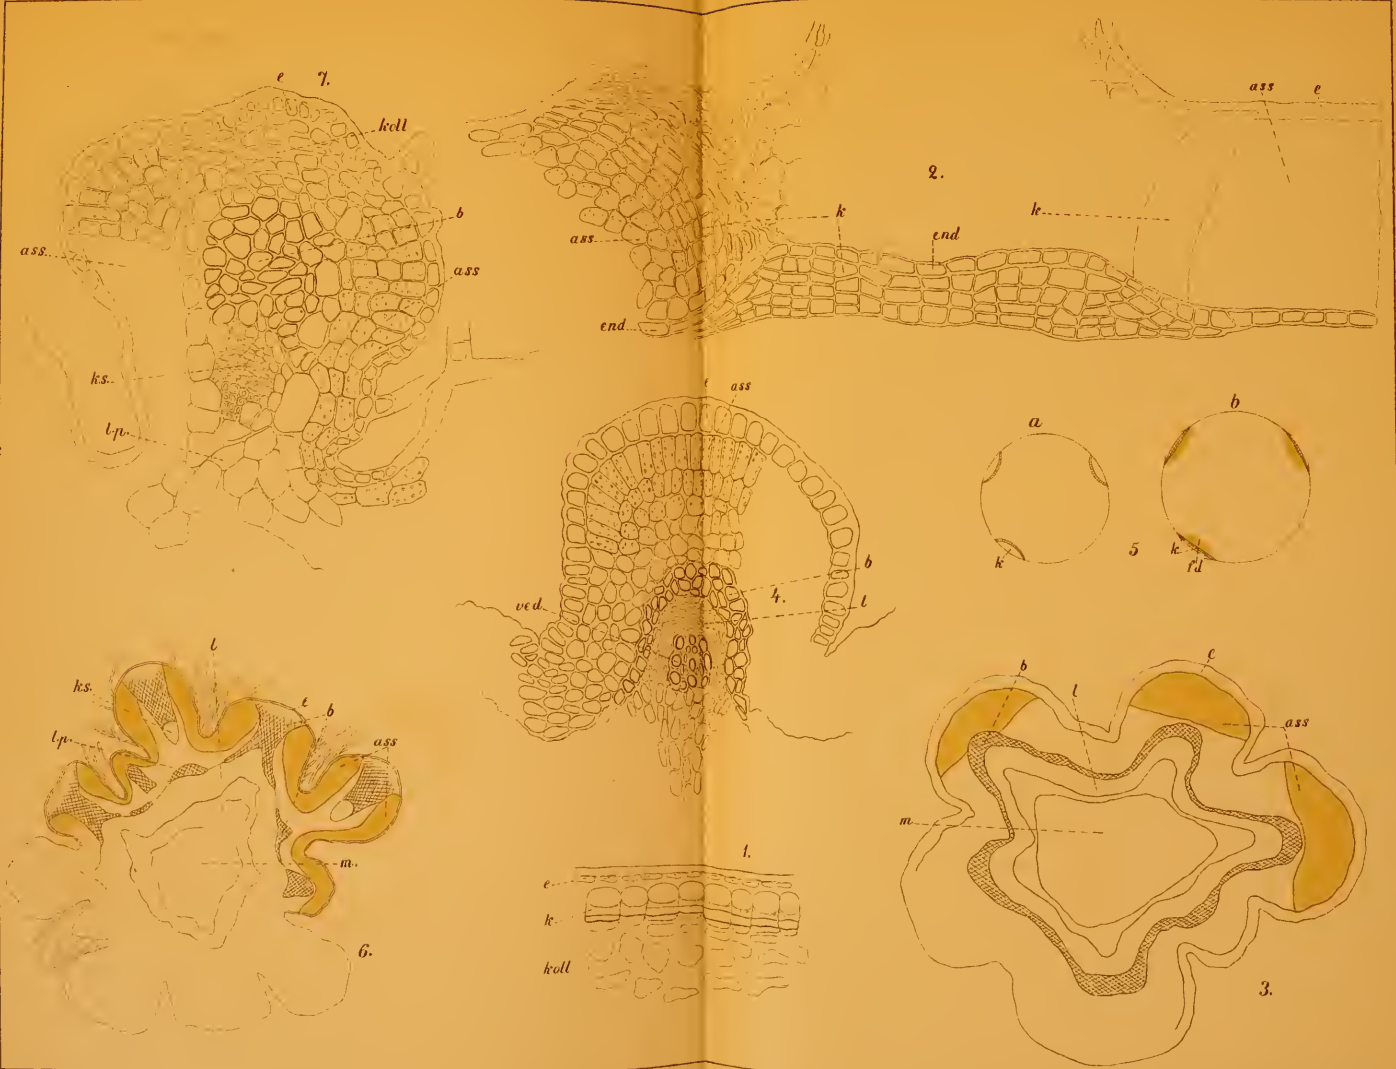 e 7.
koll
b
ass
ass
ks.
l.p.
2.
ass e
k
k
end
ass
end
e ass
b
4.
l
ved
a
b
k
5
k
fd
l
ks.
e
b
l.p.
ass
m.
6.
1.
e
k
koll
b
e
l
ass
m
3.